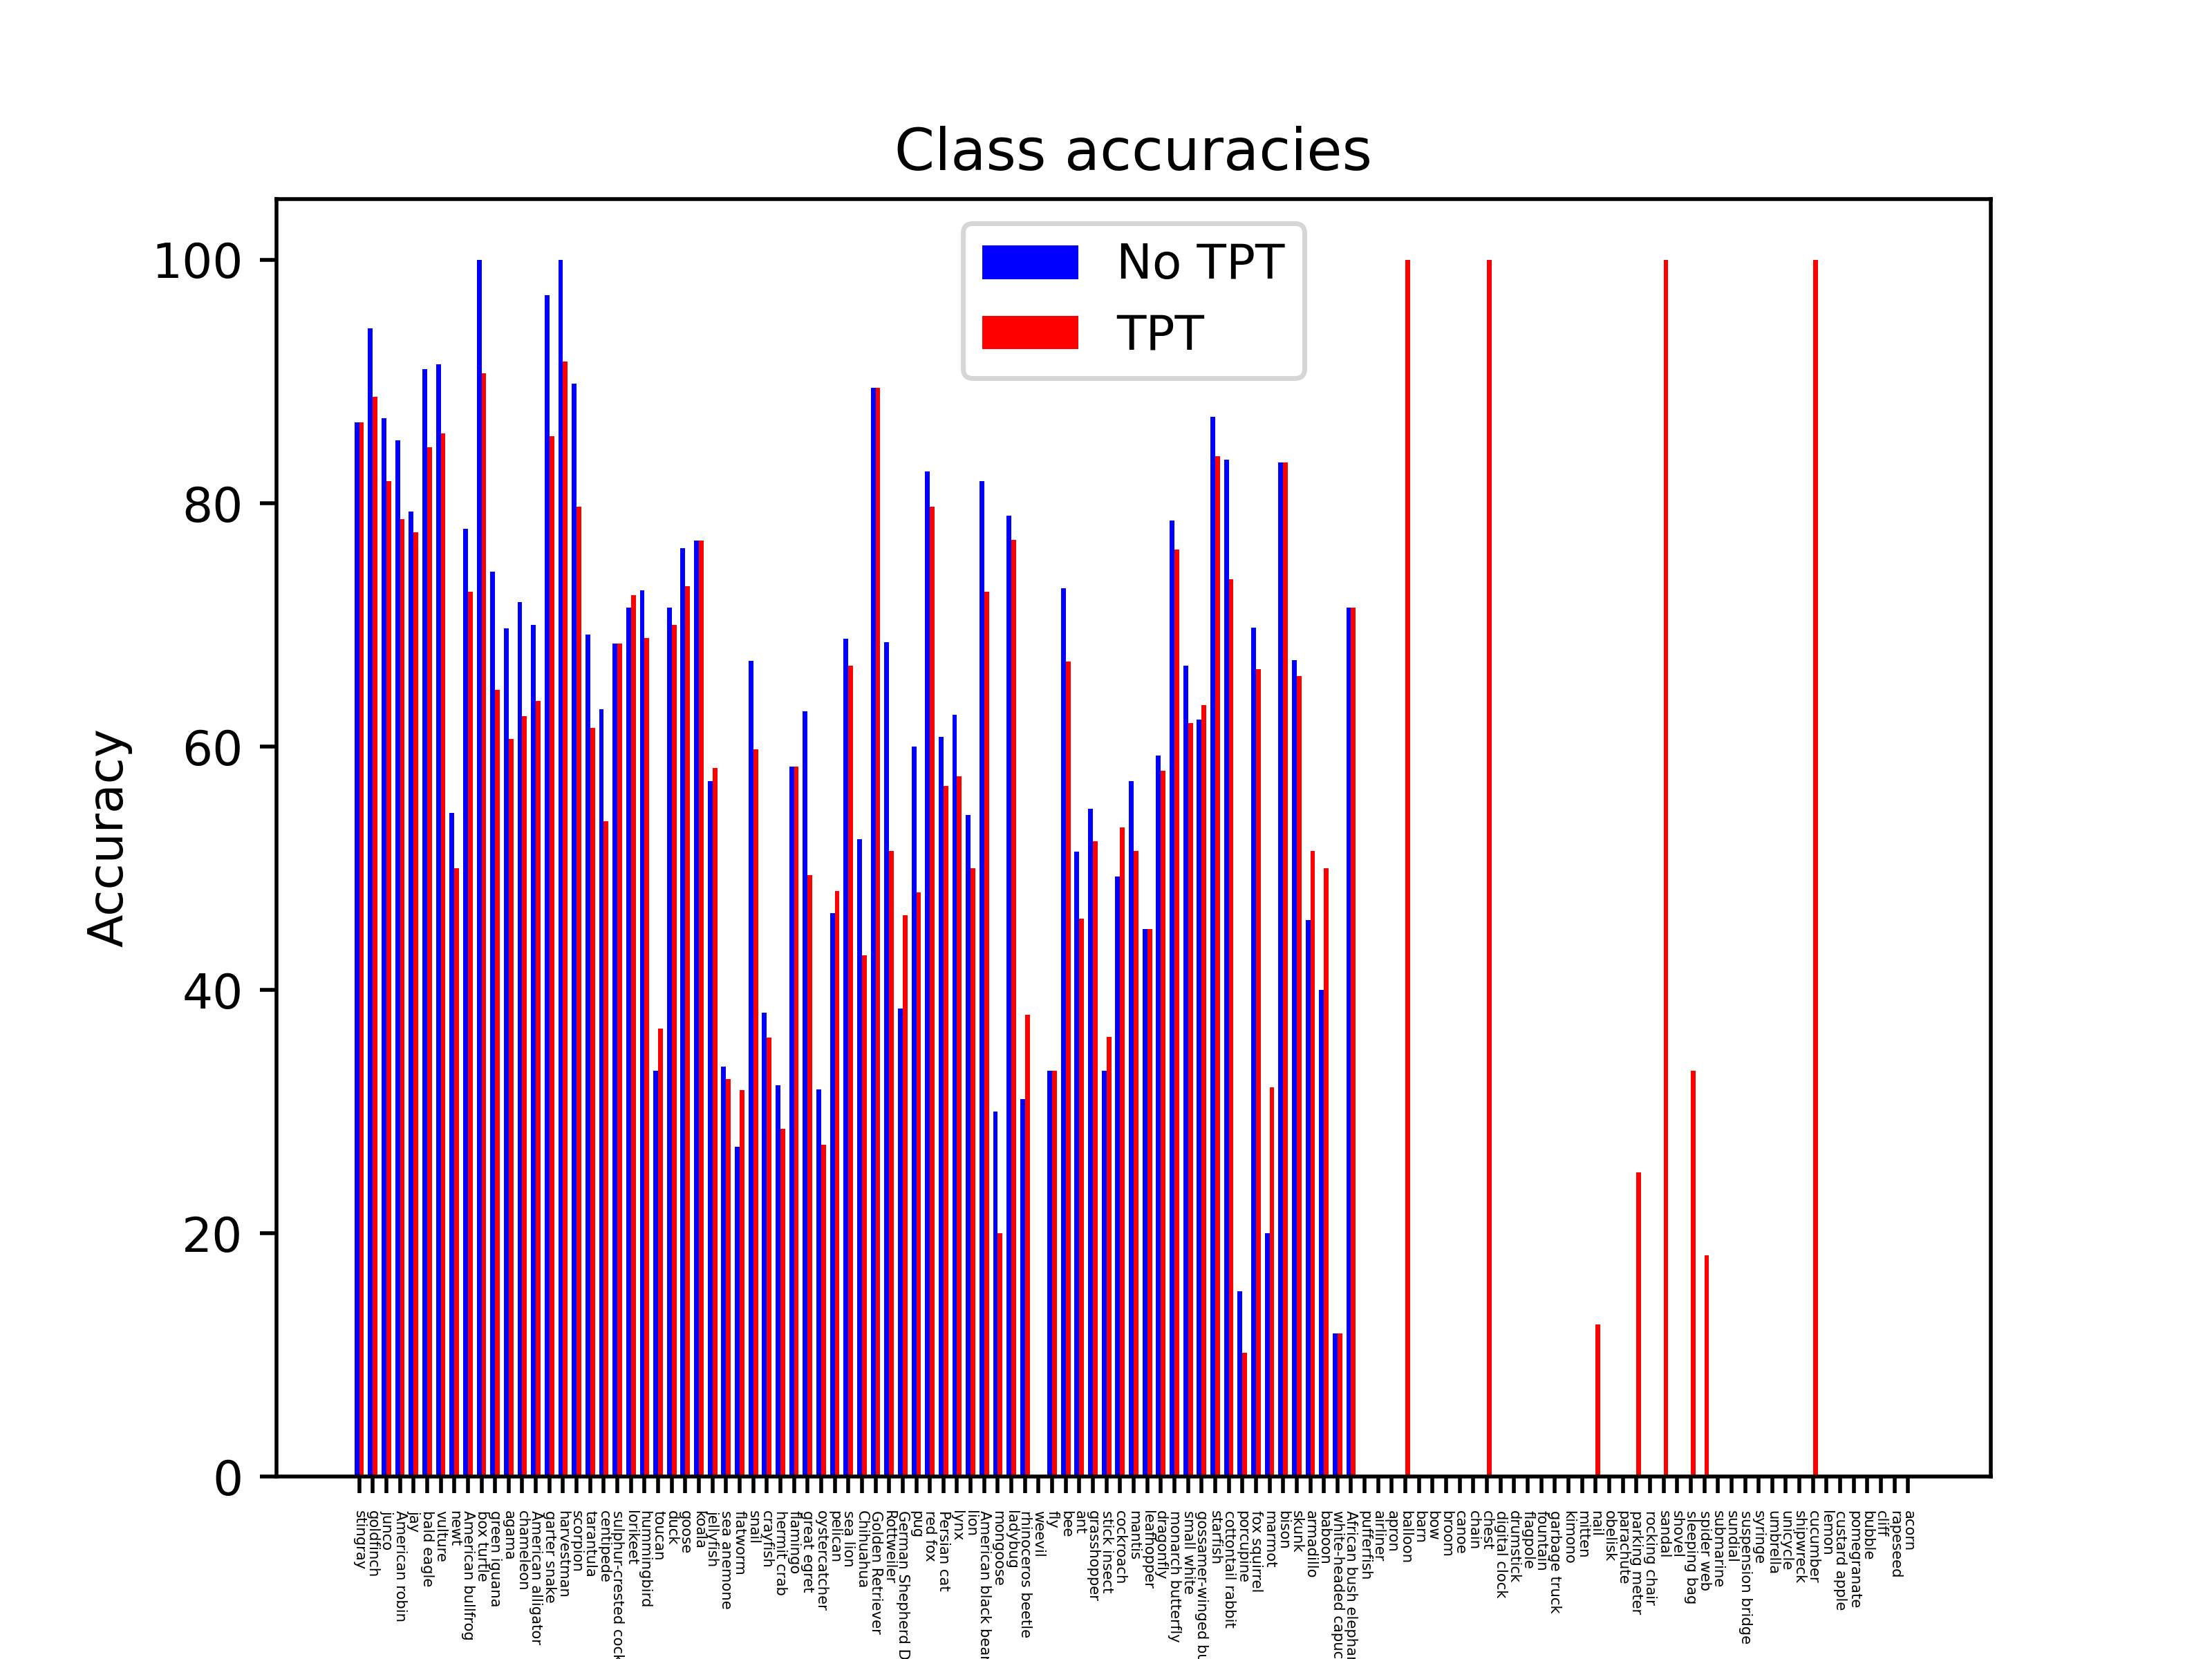 Class accuracies
No TPT
TPT
Accuracy
100
80
60
40
20
0
stingray
goldfinch
junco
American robin
jay
bald eagle
vulture
newt
American bullfrog
box turtle
green iguana
agama
chameleon
American alligator
garter snake
harvestman
scorpion
tarantula
centipede
sulphur-crested cock
lorikeet
hummingbird
toucan
duck
goose
koala
jellyfish
sea anemone
flatworm
snail
crayfish
hermit crab
flamingo
great egret
oystercatcher
pelican
sea lion
Chihuahua
Golden Retriever
Rottweiler
German Shepherd D
pug
red fox
Persian cat
lynx
lion
American black bear
mongoose
ladybug
rhinoceros beetle
weevil
fly
bee
ant
grasshopper
stick insect
cockroach
mantis
leafhopper
dragonfly
monarch butterfly
small white
gossamer-winged bu
starfish
cottontail rabbit
porcupine
fox squirrel
marmot
bison
skunk
armadillo
baboon
white-headed capuc
African bush elephan
pufferfish
airliner
apron
balloon
barn
bow
broom
canoe
chain
chest
digital clock
drumstick
flagpole
fountain
garbage truck
kimono
mitten
nail
obelisk
parachute
parking meter
rocking chair
sandal
shovel
sleeping bag
spider web
submarine
sundial
suspension bridge
syringe
umbrella
unicycle
shipwreck
cucumber
lemon
custard apple
pomegranate
bubble
cliff
rapeseed
acorn